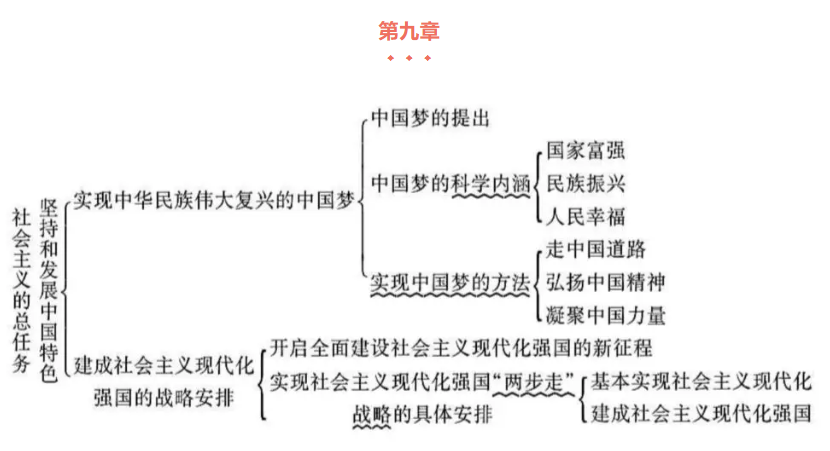 第九章
坚持和发展中国特色
社会主义的总任务
实现中华民族伟大复兴的中国梦
中国梦的提出
中国梦的科学内涵
国家富强
民族振兴
人民幸福
实现中国梦的方法
走中国道路
弘扬中国精神
凝聚中国力量
建成社会主义现代化
强国的战略安排
开启全面建设社会主义现代化强国的新征程
实现社会主义现代化强国“两步走”
战略的具体安排
基本实现社会主义现代化
建成社会主义现代化强国